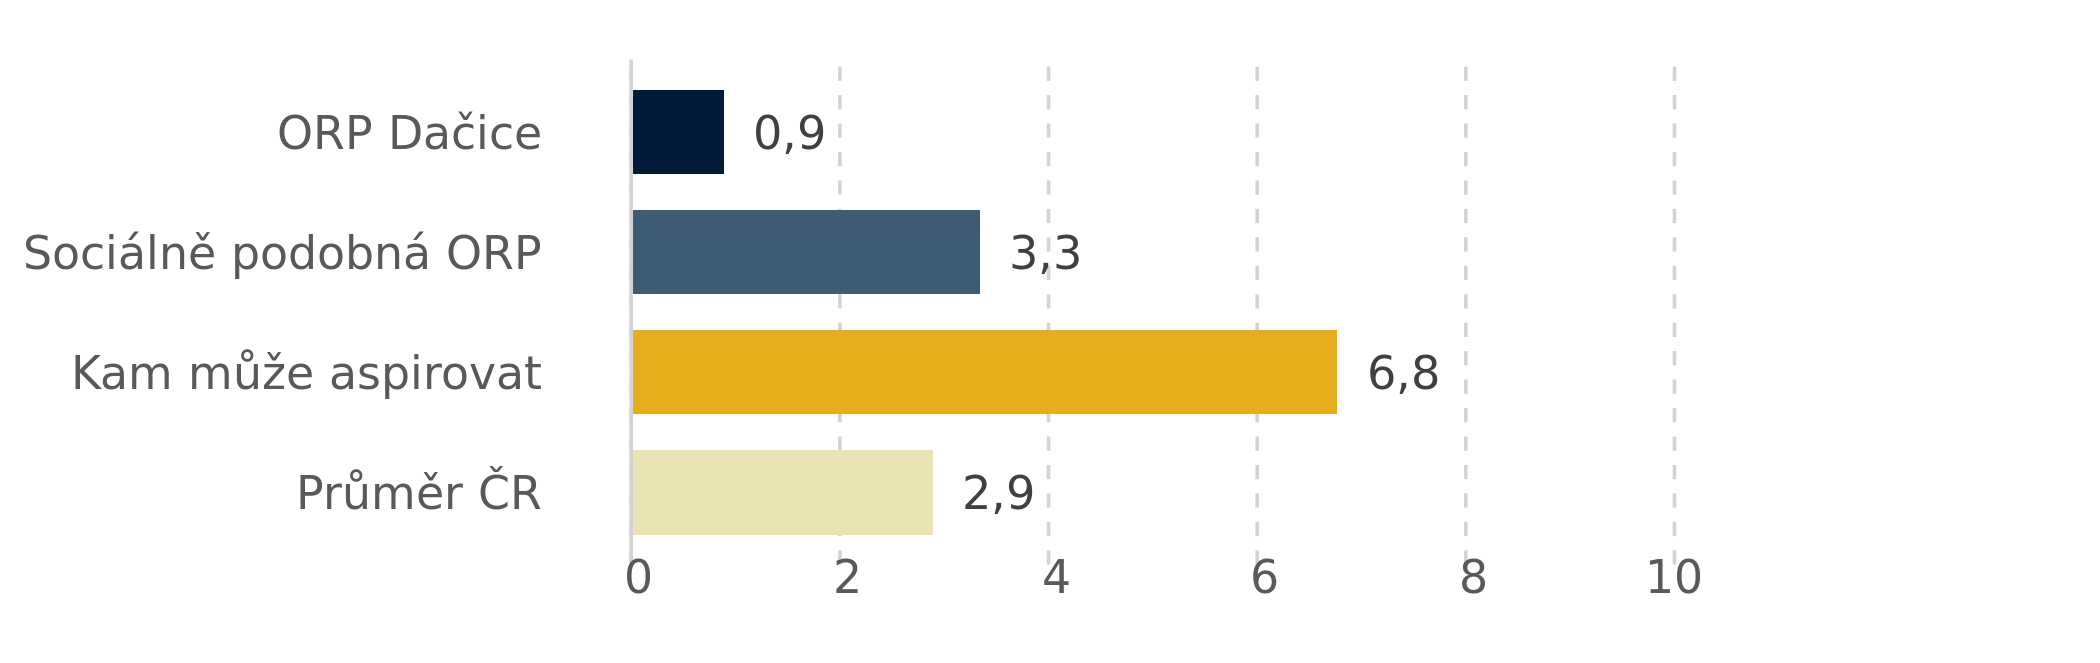 ORP Dačice 0,9
Sociálně podobná ORP 3,3
Kam může aspirovat 6,8
Průměr ČR 2,9
0 2 4 6 8 10